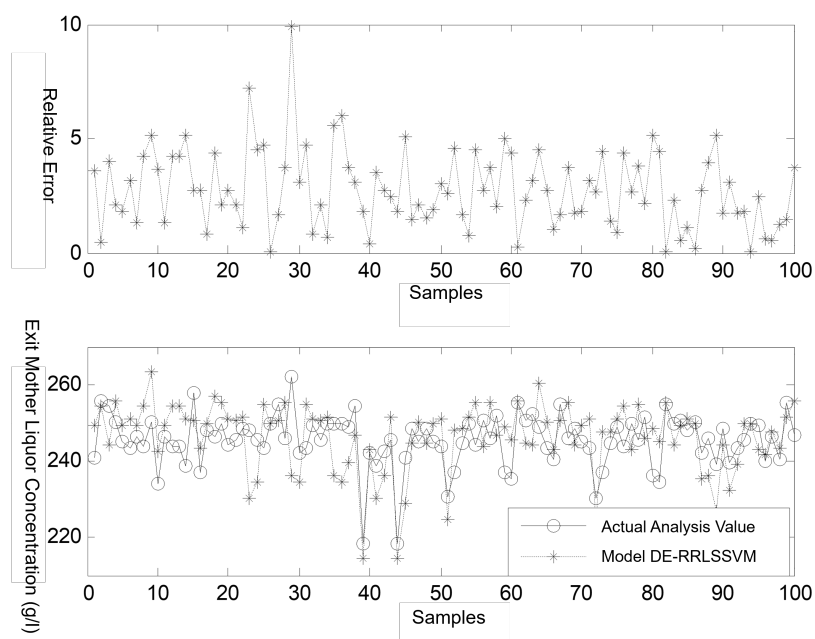 10
5
0
Relative Error
0 10 20 30 40 50 60 70 80 90 100
Samples
260
240
220
Exit Mother Liquor Concentration (g/l)
Actual Analysis Value
Model DE-RRLSSVM
0 10 20 30 40 50 60 70 80 90 100
Samples